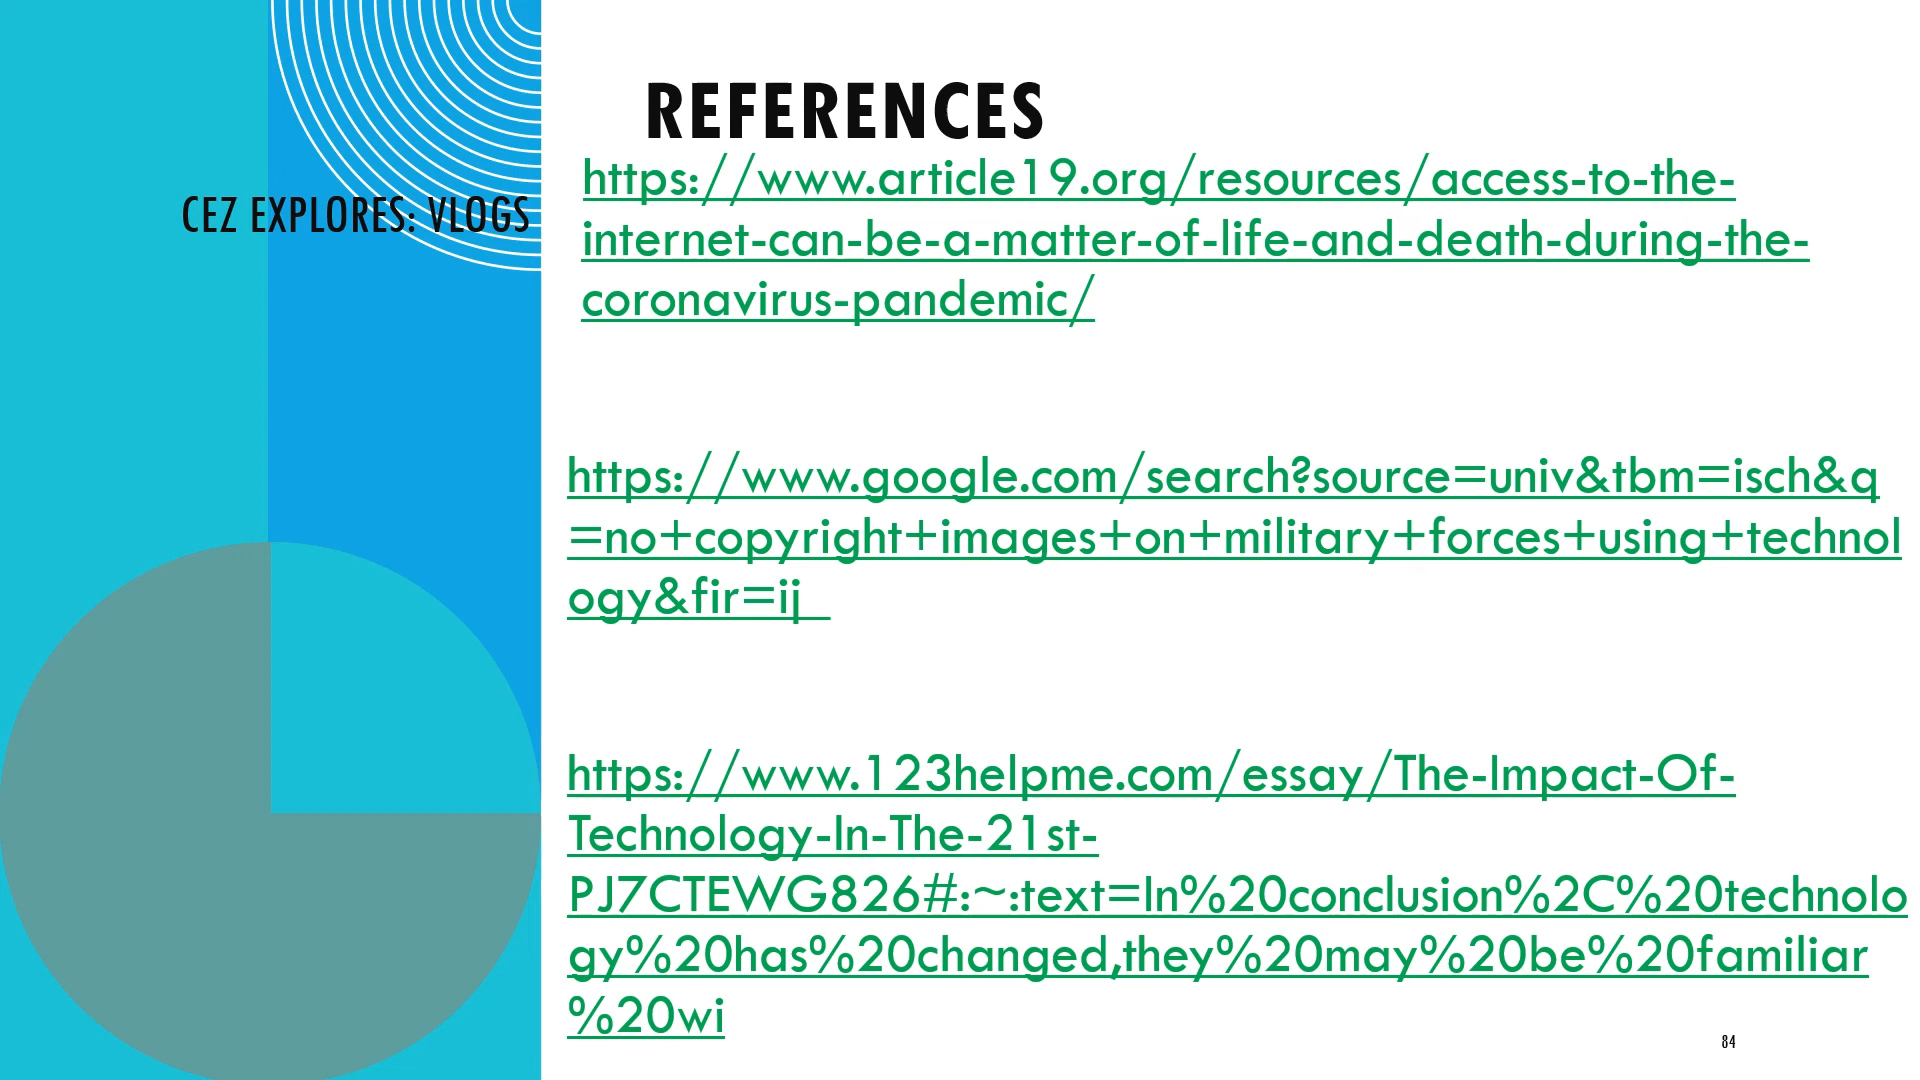 REFERENCES
CEZ EXPLORES: VLOGS
https://www.article19.org/resources/access-to-the-
internet-can-be-a-matter-of-life-and-death-during-the-
coronavirus-pandemic/
https://www.google.com/search?source=univ&tbm=isch&q
=no+copyright+images+on+military+forces+using+technol
ogy&fir=ij_
https://www.123helpme.com/essay/The-Impact-Of-
Technology-In-The-21st-
PJ7CTEWG826#:~:text=In%20conclusion%2C%20technolo
gy%20has%20changed,they%20may%20be%20familiar
%20wi
84